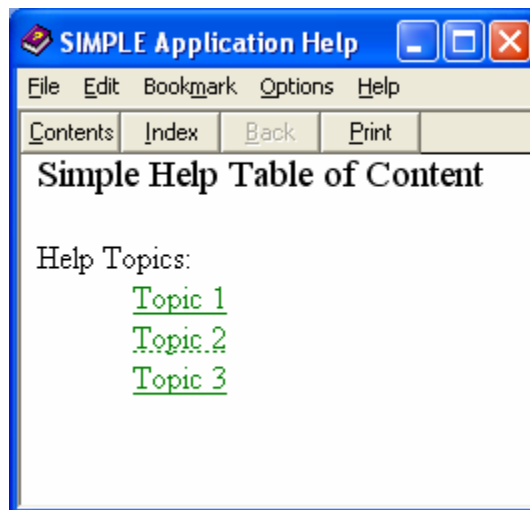 SIMPLE Application Help
File Edit Bookmark Options Help
Contents Index Back Print
Simple Help Table of Content
Help Topics:
Topic 1
Topic 2
Topic 3